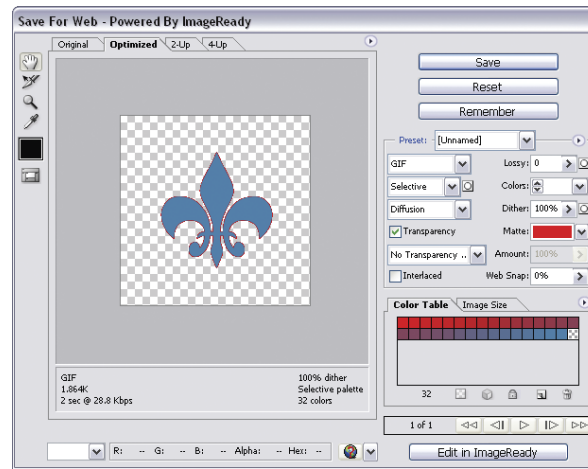 Save For Web - Powered By ImageReady
Original Optimized 2-Up 4-Up
Save
Reset
Remember
Preset: [Unnamed]
GIF Lossy: 0
Selective Colors:
Diffusion Dither: 100%
Transparency Matte:
No Transparency .. Amount: 100%
Interlaced Web Snap: 0%
Color Table Image Size
32
GIF 100% dither
1.864K Selective palette
2 sec @ 28.8 Kbps 32 colors
1 of 1
R: -- G: -- B: -- Alpha: -- Hex: --
Edit in ImageReady